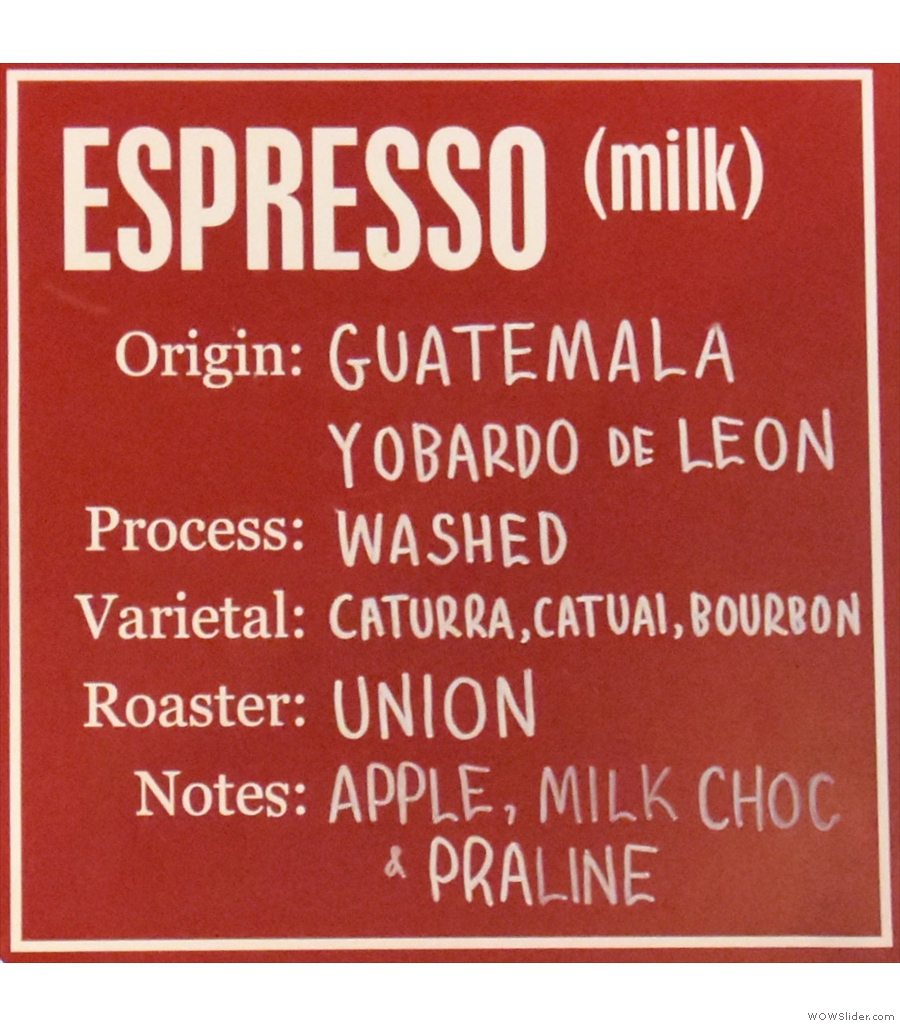 ESPRESSO (milk)
Origin: GUATEMALA
YOBARDO DE LEON
Process: WASHED
Varietal: CATURRA, CATUAI, BOURBON
Roaster: UNION
Notes: APPLE, MILK CHOC
& PRALINE
WOWSlider.com